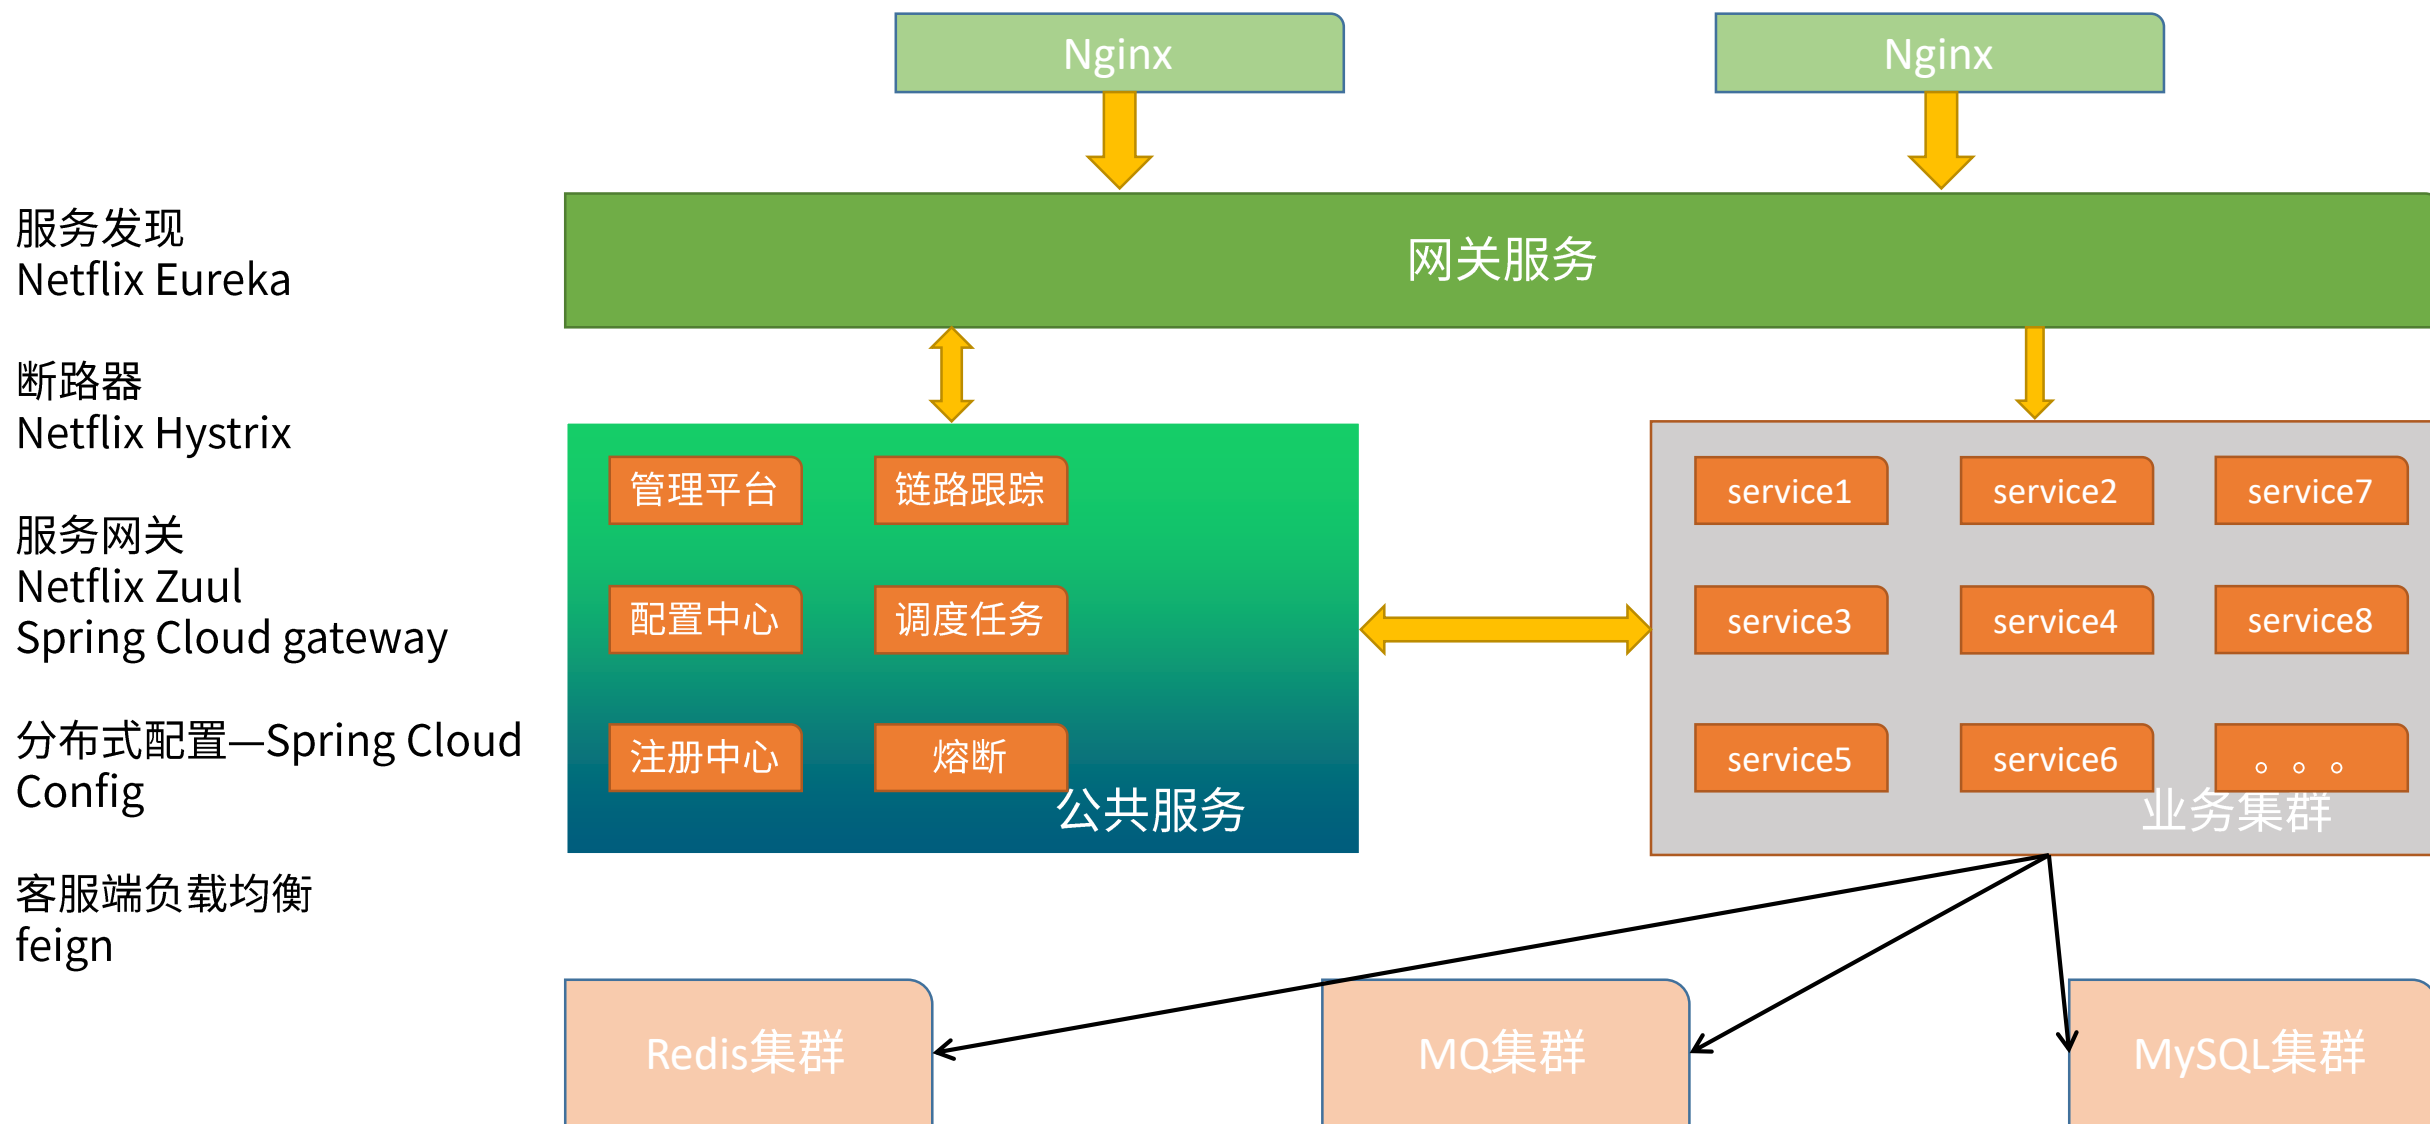 Nginx
Nginx
网关服务
服务发现
Netflix Eureka
断路器
Netflix Hystrix
服务网关
Netflix Zuul
Spring Cloud gateway
分布式配置—Spring Cloud
Config
客服端负载均衡
feign
管理平台
链路跟踪
配置中心
调度任务
注册中心
熔断
公共服务
service1
service2
service7
service3
service4
service8
service5
service6
。。。
业务集群
Redis集群
MQ集群
MySQL集群